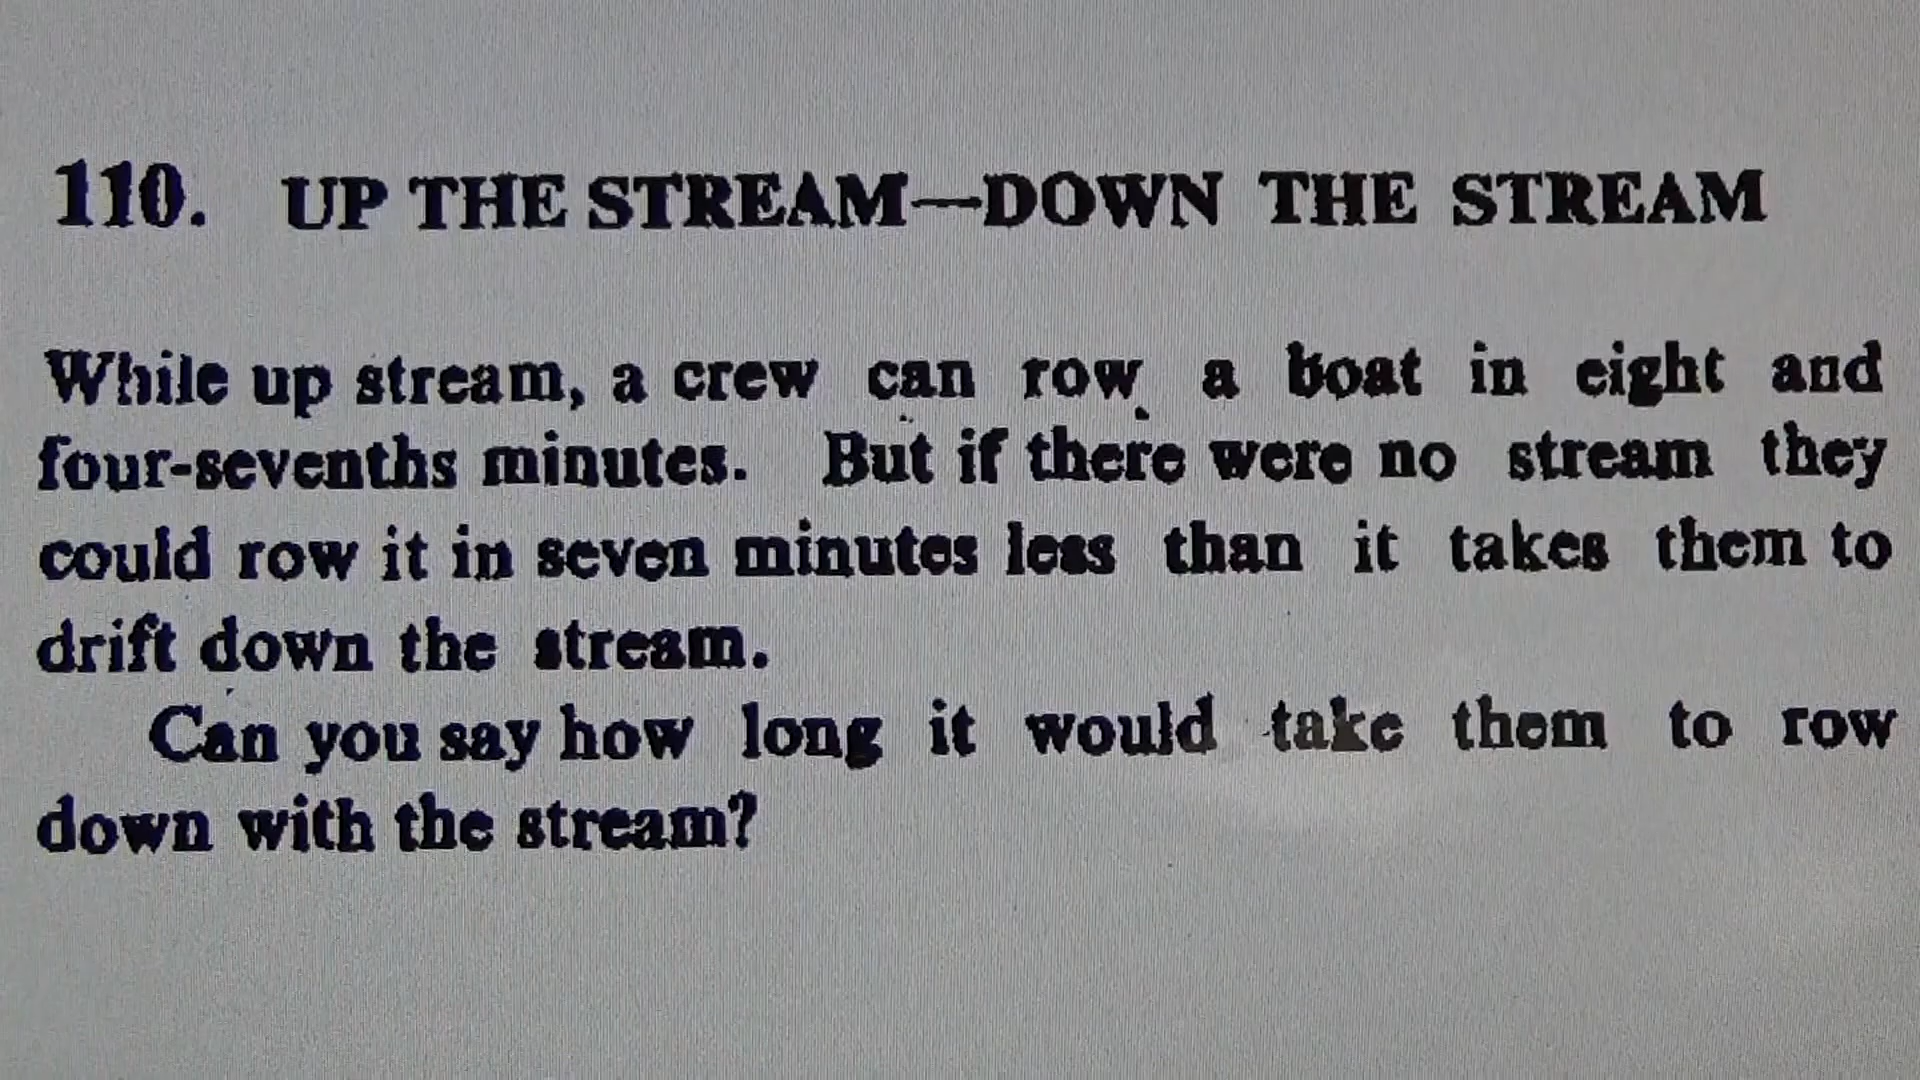 110. UP THE STREAM—DOWN THE STREAM
While up stream, a crew can row a boat in eight and
four-sevenths minutes. But if there were no stream they
could row it in seven minutes less than it takes them to
drift down the stream.
Can you say how long it would take them to row
down with the stream?